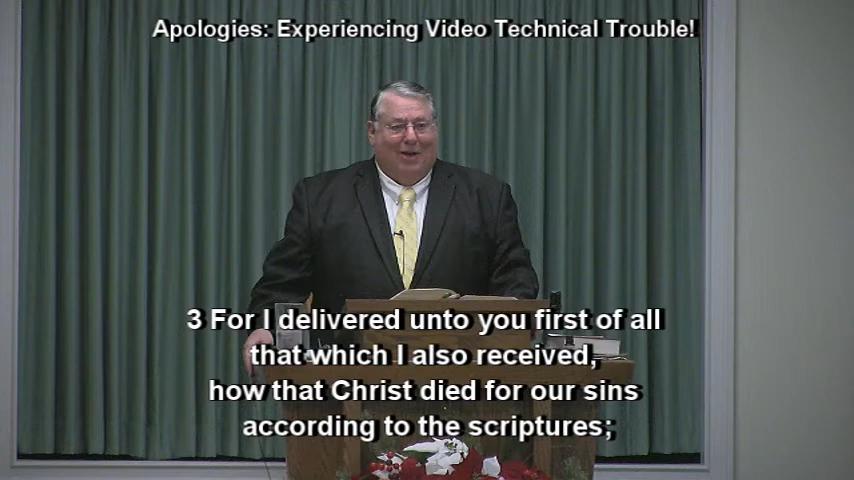 Apologies: Experiencing Video Technical Trouble!
3 For I delivered unto you first of all
that which I also received,
how that Christ died for our sins
according to the scriptures;